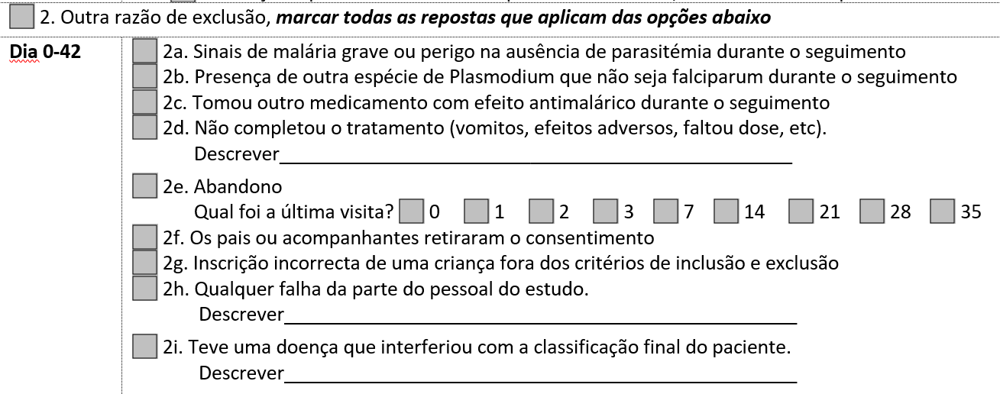 2. Outra razão de exclusão, marcar todas as repostas que aplicam das opções abaixo
Dia 0-42
2a. Sinais de malária grave ou perigo na ausência de parasitémia durante o seguimento
2b. Presença de outra espécie de Plasmodium que não seja falciparum durante o seguimento
2c. Tomou outro medicamento com efeito antimalárico durante o seguimento
2d. Não completou o tratamento (vomitos, efeitos adversos, faltou dose, etc).
Descrever
2e. Abandono
Qual foi a última visita? 0 1 2 3 7 14 21 28 35
2f. Os pais ou acompanhantes retiraram o consentimento
2g. Inscrição incorrecta de uma criança fora dos critérios de inclusão e exclusão
2h. Qualquer falha da parte do pessoal do estudo.
Descrever
2i. Teve uma doença que interferiou com a classificação final do paciente.
Descrever